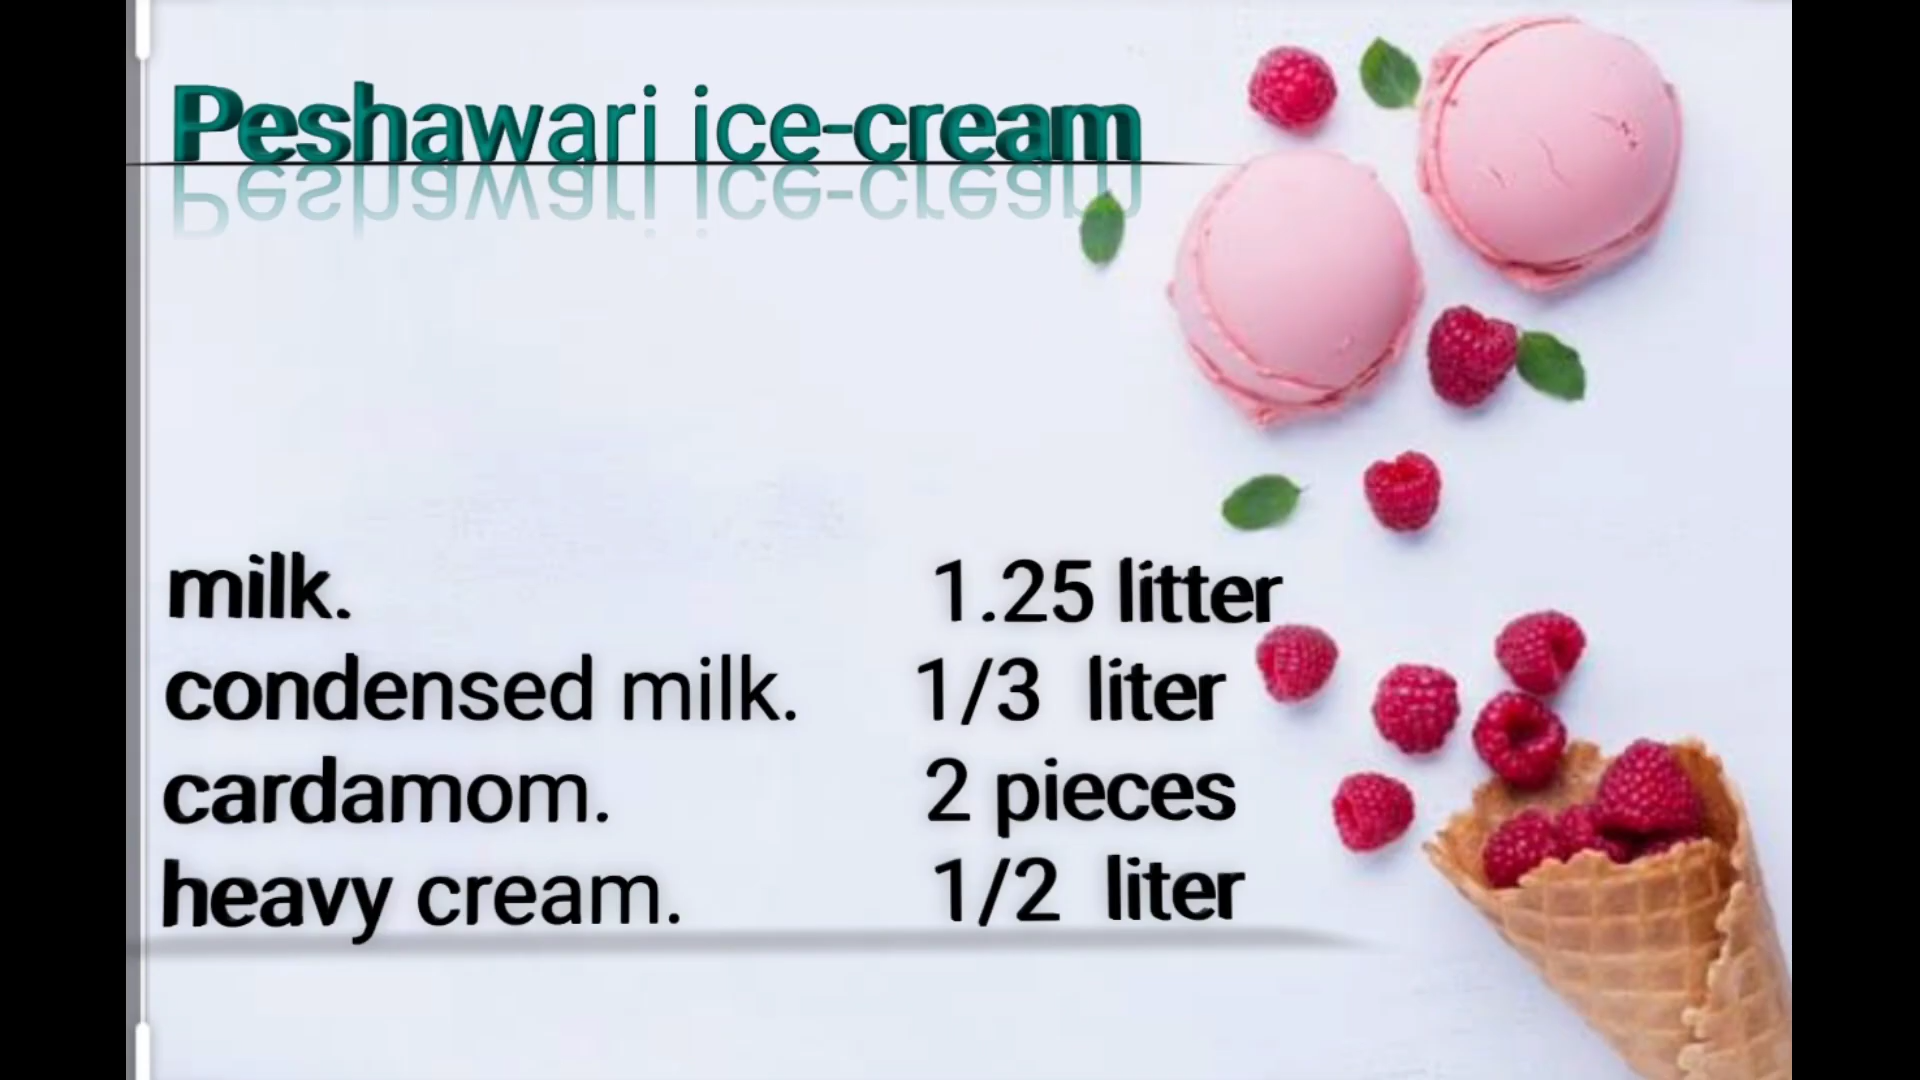 Peshawari ice-cream
milk. 1.25 litter
condensed milk. 1/3 liter
cardamom. 2 pieces
heavy cream. 1/2 liter